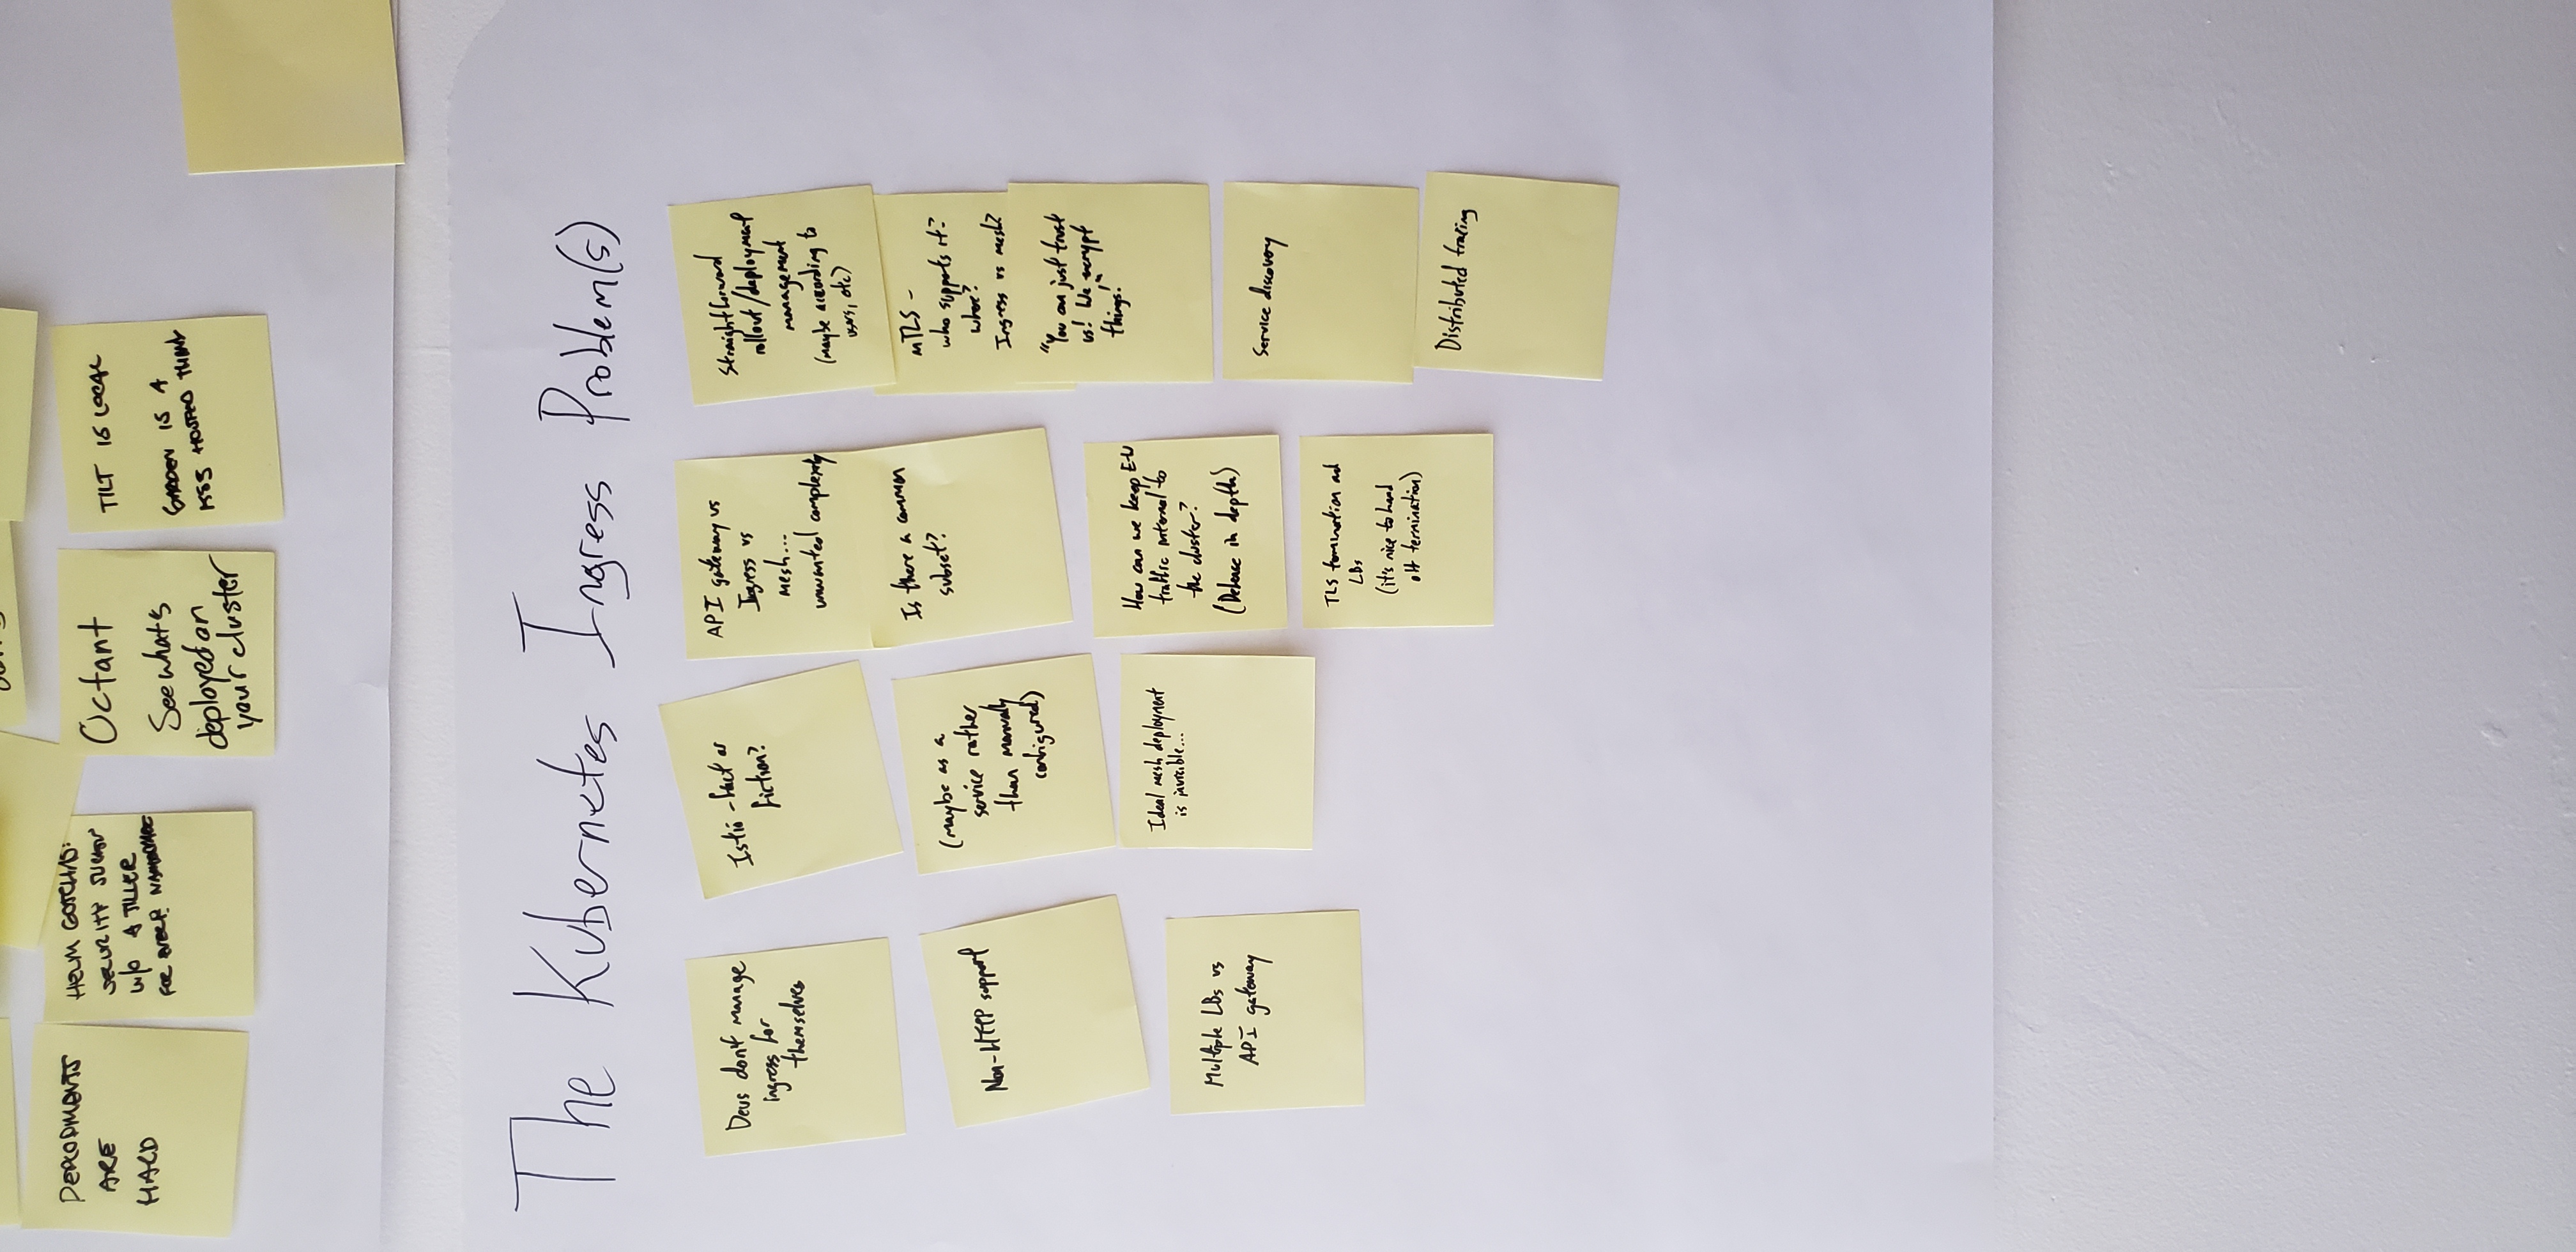 DEPLOYMENTS
ARE
HARD
HELM GOTCHAS:
SECURITY
W/O A TILLER
FOR EVERY NAMESPACE
Octant
See what's
deployed on
your cluster
TILT IS LOCAL
GARDEN IS A
K8S HOSTED THING
The Kubernetes Ingress Problem(s)
Devs don't manage
ingress for
themselves
Non-HTTP support
Multiple LBs vs
API gateway
Istio - fact or
fiction?
(maybe as a
service rather
than manually
configured)
Ideal mesh deployment
is invisible...
API gateway vs
Ingress vs
mesh...
unwanted complexity
Is there a common
subset?
How can we keep E-W
traffic internal to
the cluster?
(Defense in depth)
TLS termination and
LBs
(it's nice to hand
off termination)
Straightforward
rollout/deployment
management
(maybe according to
users, etc)
mTLS -
who supports it?
where?
Ingress vs mesh?
"You can just trust
us! We encrypt
things!"
Service discovery
Distributed tracing